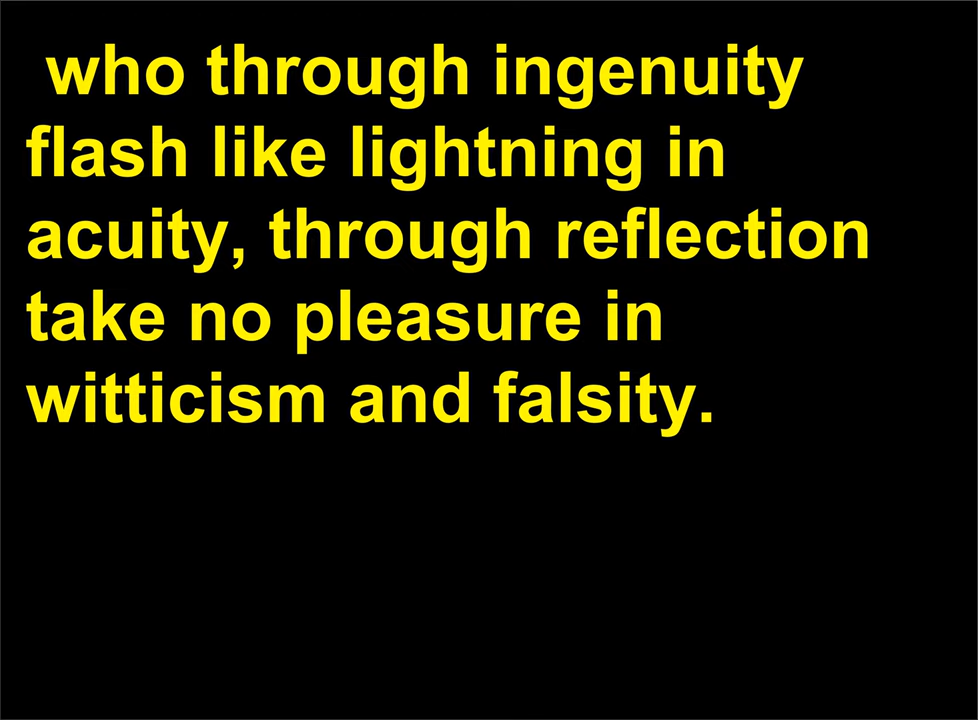 who through ingenuity
flash like lightning in
acuity, through reflection
take no pleasure in
witticism and falsity.